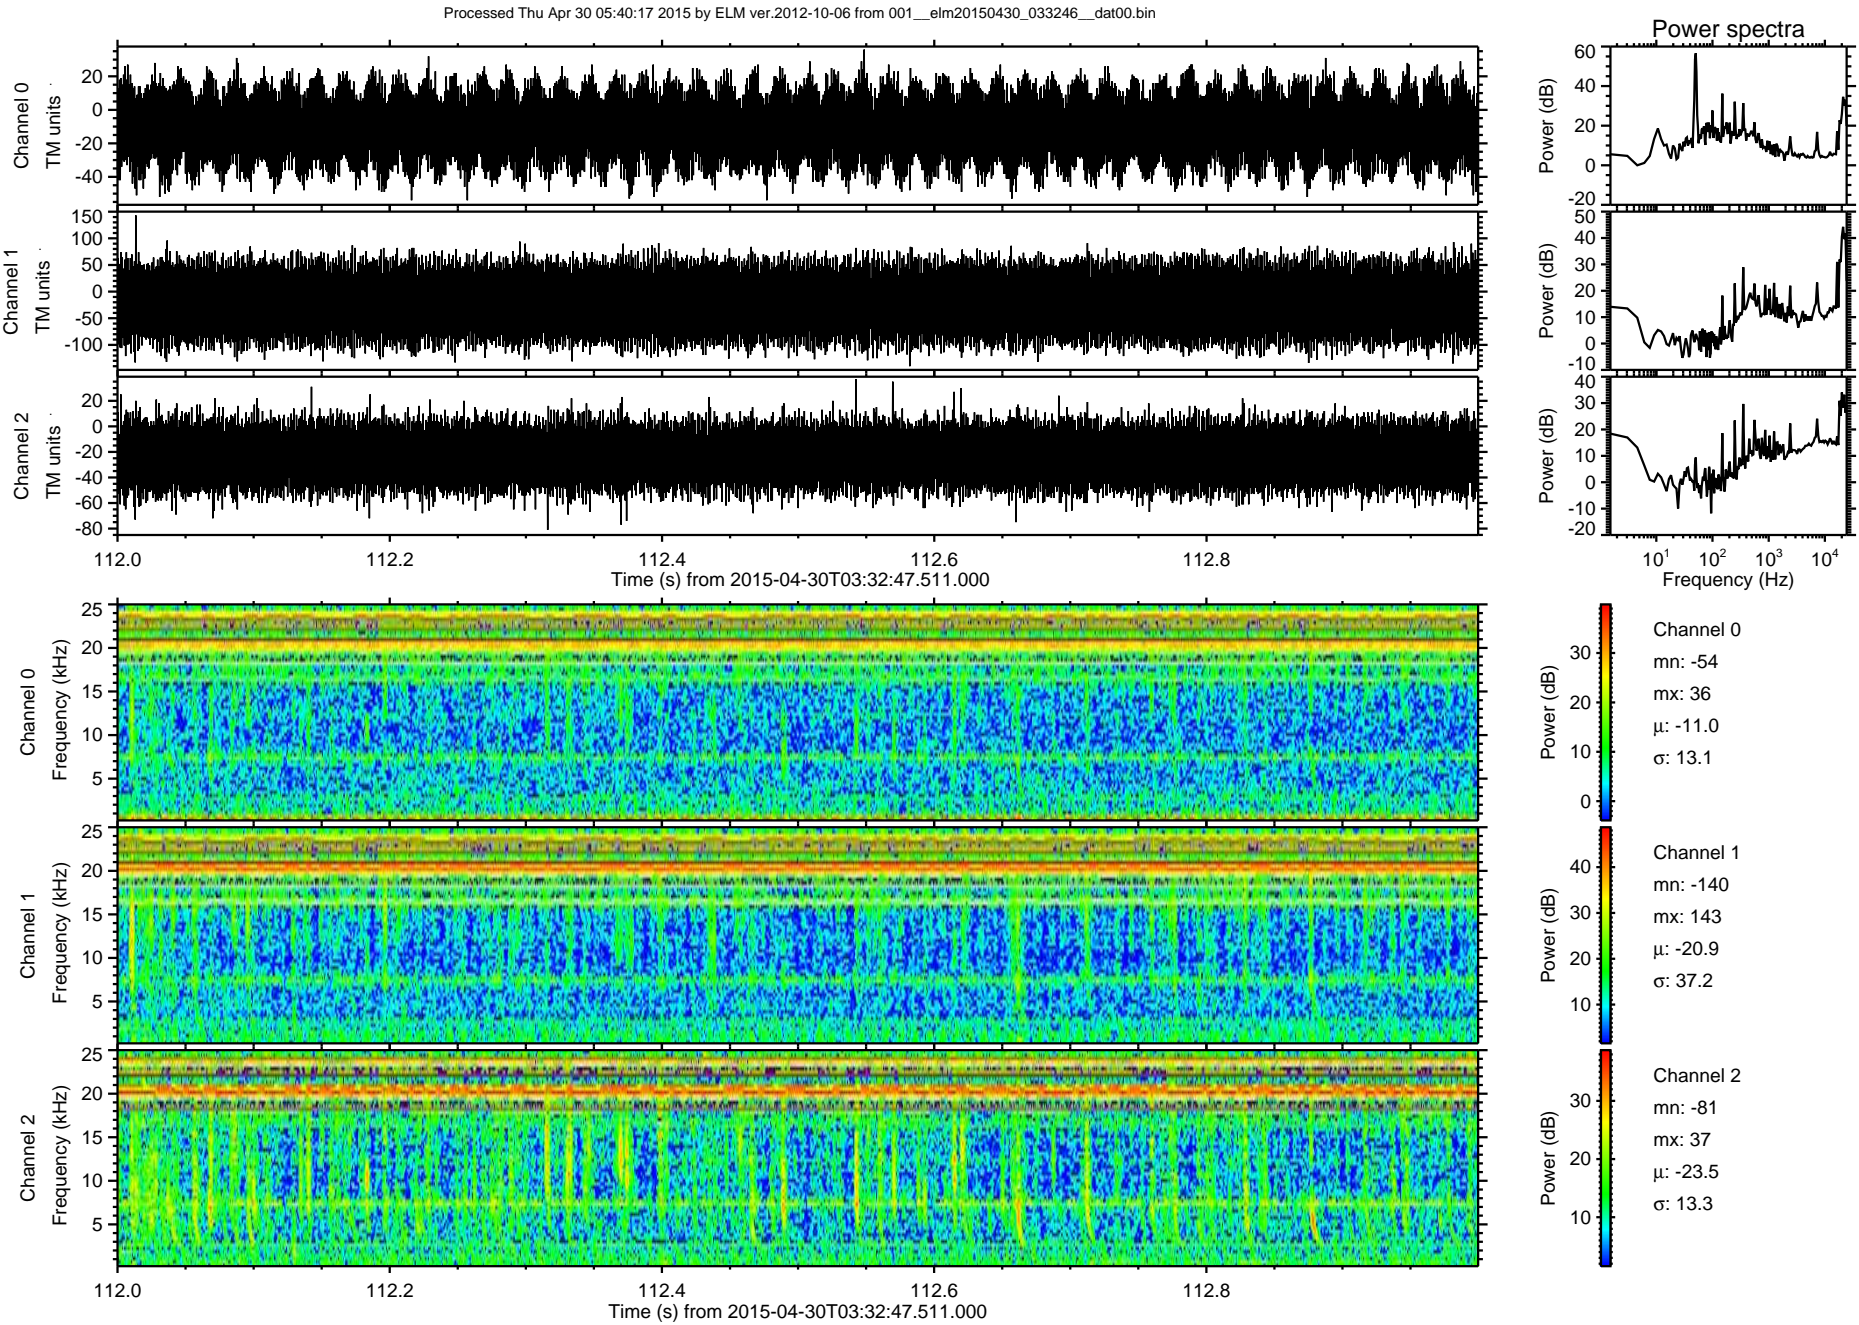 Processed Thu Apr 30 05:40:17 2015 by ELM ver.2012-10-06 from 001__elm20150430_033246__dat00.bin
Power spectra
Channel 0
TM units
20
0
-20
-40
Power (dB)
60
40
20
0
-20
Channel 1
TM units
150
100
50
0
-50
-100
Power (dB)
50
40
30
20
10
0
-10
Channel 2
TM units
20
0
-20
-40
-60
-80
Power (dB)
40
30
20
10
0
-10
-20
112.0 112.2 112.4 112.6 112.8
Time (s) from 2015-04-30T03:32:47.511.000
10^1 10^2 10^3 10^4
Frequency (Hz)
Channel 0
Frequency (kHz)
25
20
15
10
5
Power (dB)
30
20
10
0
Channel 0
mn: -54
mx: 36
μ: -11.0
σ: 13.1
Channel 1
Frequency (kHz)
25
20
15
10
5
Power (dB)
40
30
20
10
Channel 1
mn: -140
mx: 143
μ: -20.9
σ: 37.2
Channel 2
Frequency (kHz)
25
20
15
10
5
Power (dB)
30
20
10
Channel 2
mn: -81
mx: 37
μ: -23.5
σ: 13.3
112.0 112.2 112.4 112.6 112.8
Time (s) from 2015-04-30T03:32:47.511.000